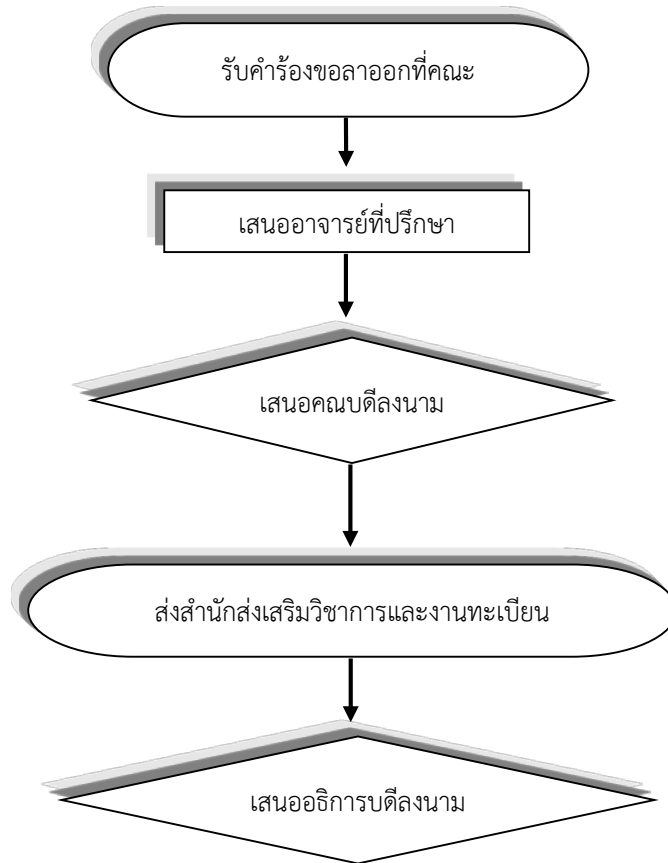 รับคำร้องขอลาออกที่คณะ
เสนออาจารย์ที่ปรึกษา
เสนอคณบดีลงนาม
ส่งสำนักส่งเสริมวิชาการและงานทะเบียน
เสนออธิการบดีลงนาม